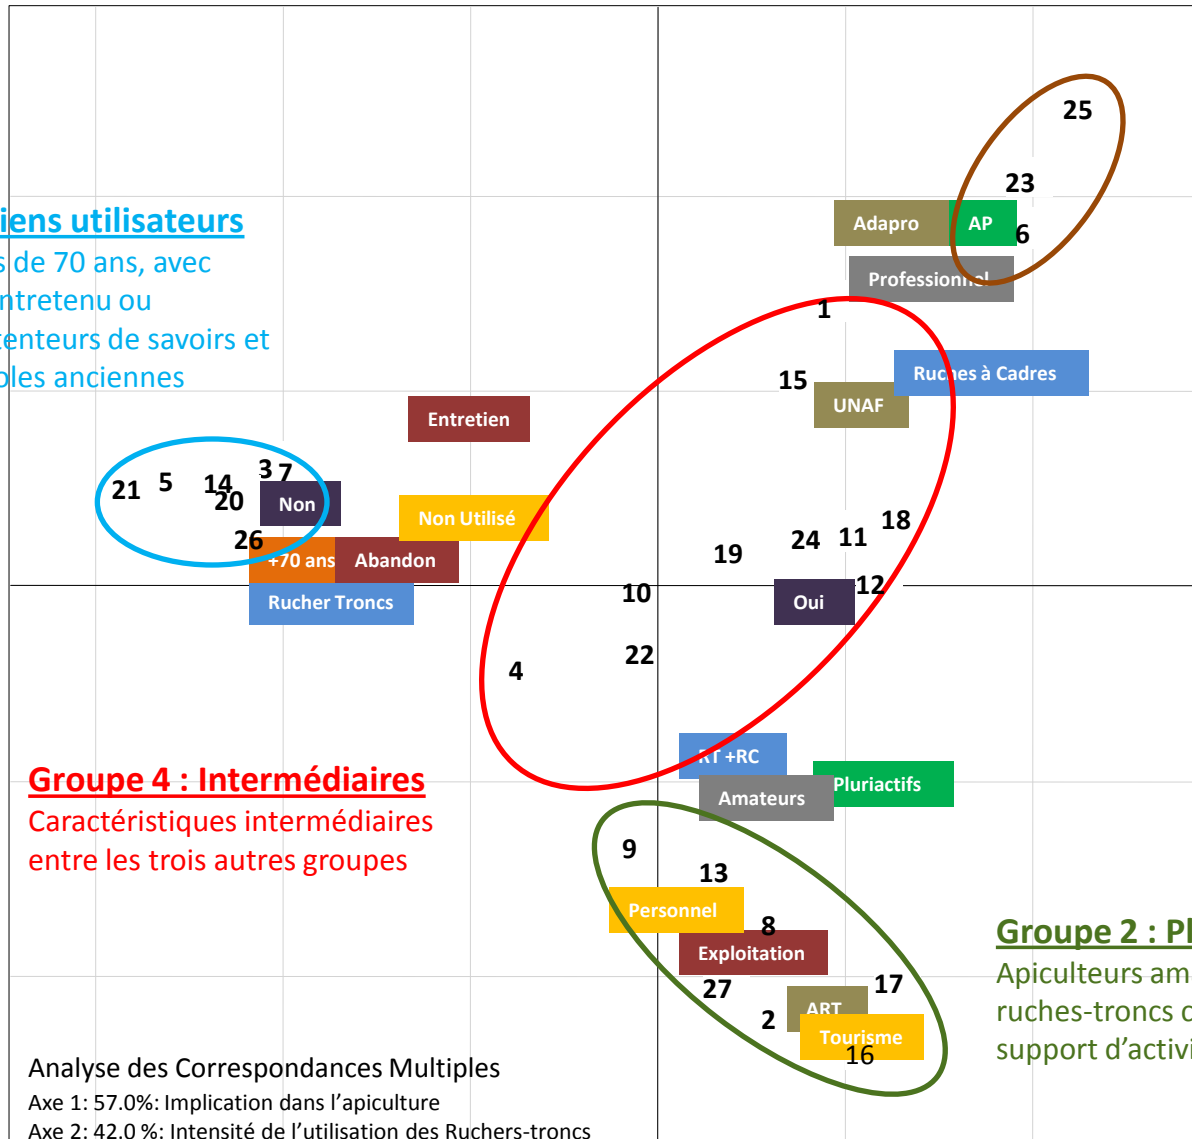 25
23
Adapro AP
6
iens utilisateurs
s de 70 ans, avec
ntretenu ou
tenteurs de savoirs et
oles anciennes
Professionnel
1
Ruches à Cadres
15
UNAF
Entretien
3 7
21 5 14
20 Non
Non Utilisé
26
+70 ans Abandon
Rucher Troncs
18
24 11
19
12
10
Oui
22
4
RT +RC
Pluriactifs
Amateurs
Groupe 4 : Intermédiaires
Caractéristiques intermédiaires
entre les trois autres groupes
9
13
Personnel
8
Exploitation
27 17
2 ART
Tourisme
16
Groupe 2 : Pl
Apiculteurs am
ruches-troncs
support d'activi
Analyse des Correspondances Multiples
Axe 1: 57.0%: Implication dans l'apiculture
Axe 2: 42.0 %: Intensité de l'utilisation des Ruchers-troncs